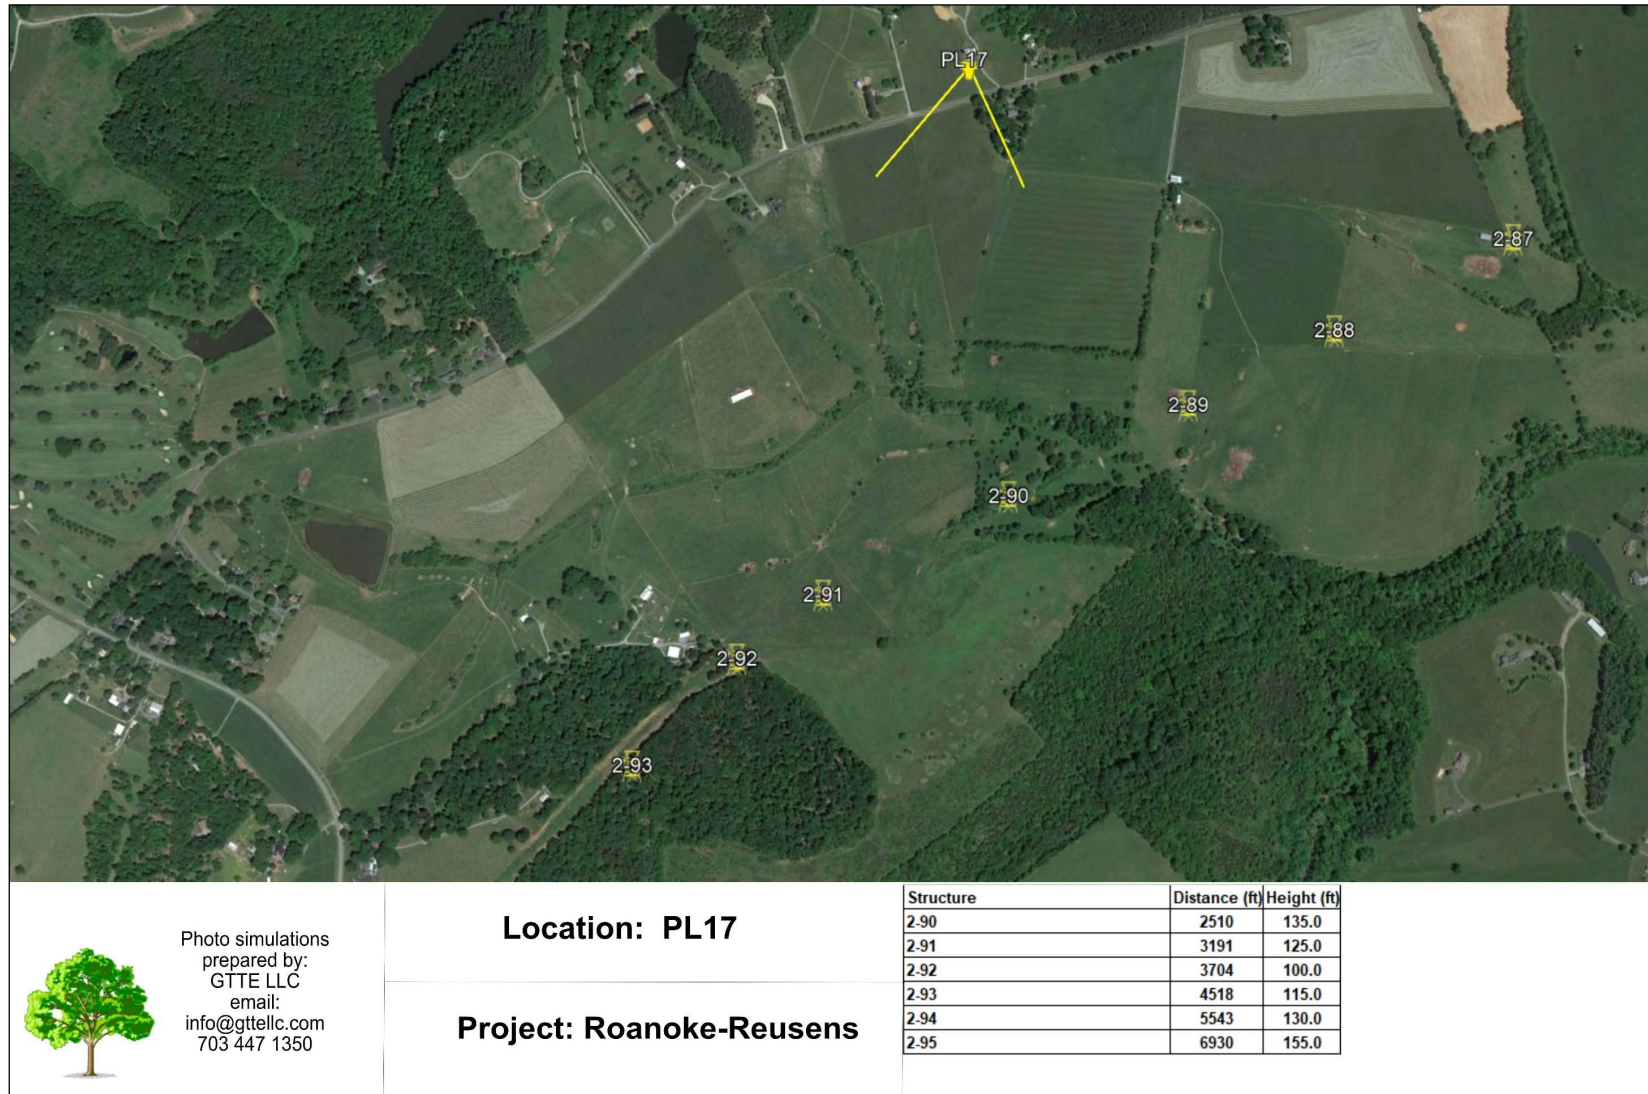 PL17
2-87
2-88
2-89
2-90
2-91
2-92
2-93
Photo simulations
prepared by:
GTTE LLC
email:
info@gttellc.com
703 447 1350
Location: PL17
Project: Roanoke-Reusens
Structure Distance (ft) Height (ft)
2-90 2510 135.0
2-91 3191 125.0
2-92 3704 100.0
2-93 4518 115.0
2-94 5543 130.0
2-95 6930 155.0